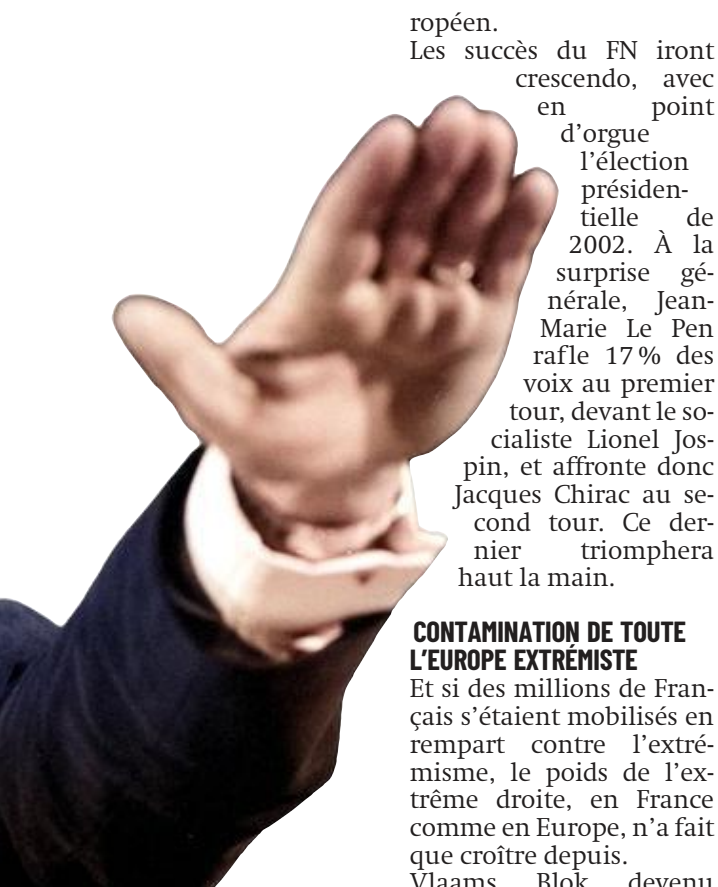 ropéen.
Les succès du FN iront
crescendo, avec
en point
d’orgue
l’élection
présiden-
tielle de
2002. À la
surprise gé-
nérale, Jean-
Marie Le Pen
rafle 17 % des
voix au premier
tour, devant le so-
cialiste Lionel Jos-
pin, et affronte donc
Jacques Chirac au se-
cond tour. Ce der-
nier triomphera
haut la main.
CONTAMINATION DE TOUTE
L’EUROPE EXTRÉMISTE
Et si des millions de Fran-
çais s’étaient mobilisés en
rempart contre l’extré-
misme, le poids de l’ex-
trême droite, en France
comme en Europe, n’a fait
que croître depuis.
Vlaams Blok devenu